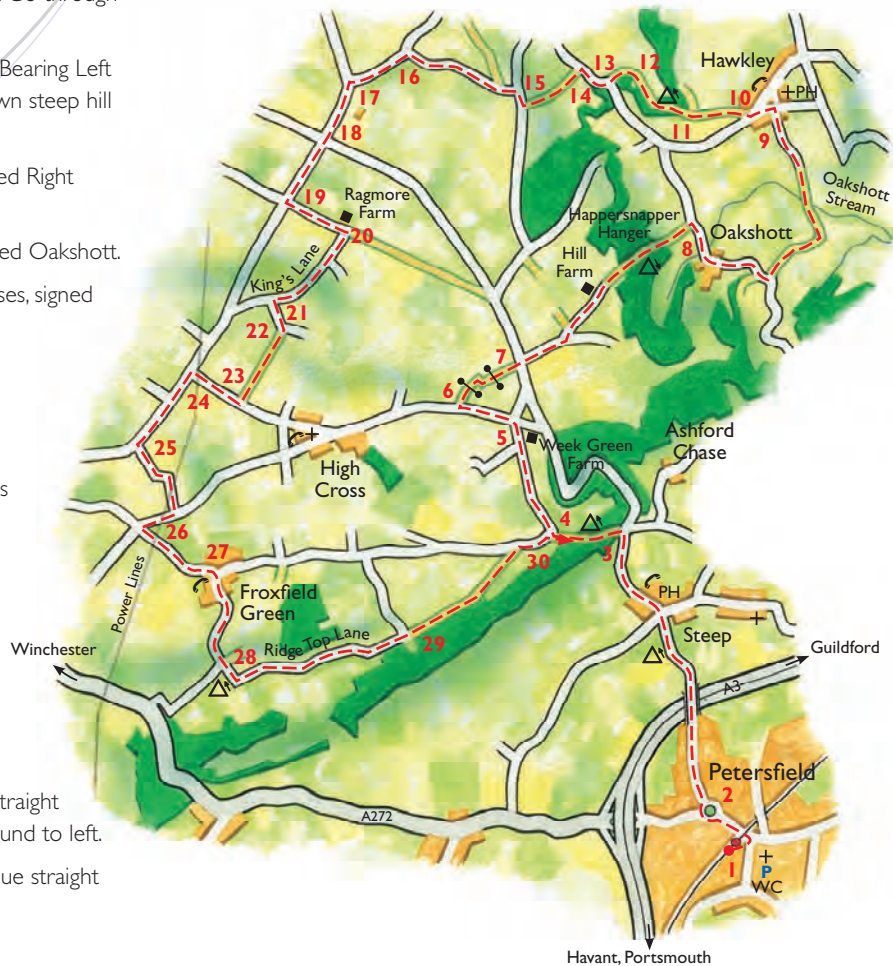 Bearing Left
wn steep hill
ed Right
ed Oakshott.
ses, signed
s
traight
und to left.
ue straight
16
15
14
13
12
Hawkley
10
+PH
17
18
11
9
19
Ragmore
Farm
20
Oakshott
Stream
Happersnapper
Hanger
8
Oakshott
Hill
Farm
King's Lane
21
22
7
6
23
24
5
Week Green
Farm
Ashford
Chase
25
High
Cross
+
4
26
30
3
27
Froxfield
Green
Power Lines
PH
Steep
+
29
Ridge Top Lane
28
Winchester
Guildford
A3
Petersfield
2
A272
1
+
P
WC
Havant, Portsmouth